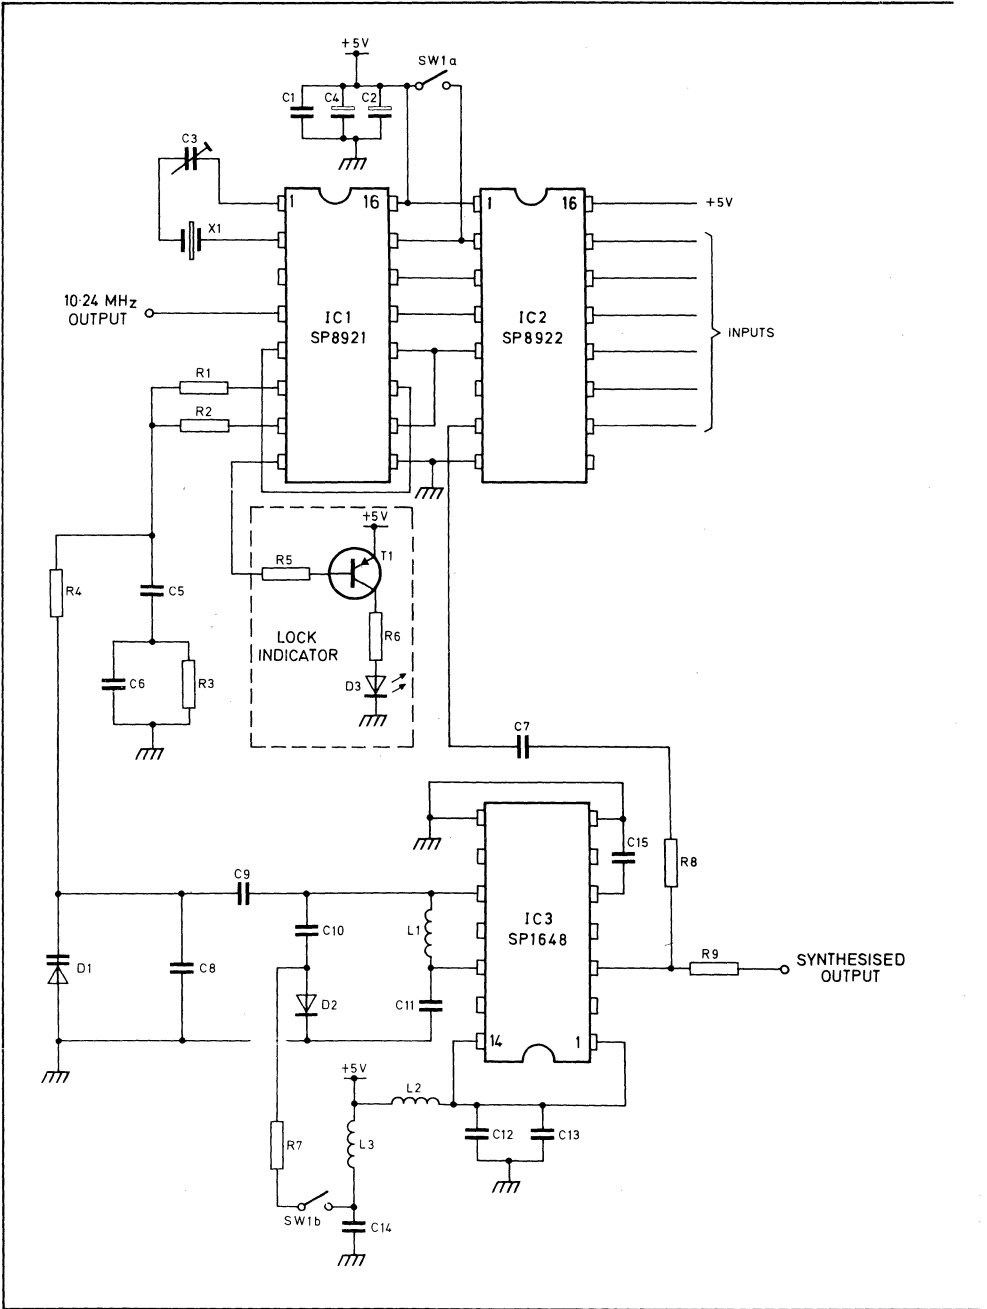 +5V
SW1a
C1
C4
C2
C3
X1
1
16
1
16
+5V
10·24 MHz
OUTPUT
IC1
SP8921
IC2
SP8922
INPUTS
R1
R2
+5V
T1
R5
R4
C5
R6
LOCK
INDICATOR
C6
R3
D3
C7
C15
R8
C9
IC3
SP1648
C10
L1
R9
SYNTHESISED
OUTPUT
D1
C8
D2
C11
14
1
+5V
L2
R7
L3
C12
C13
SW1b
C14